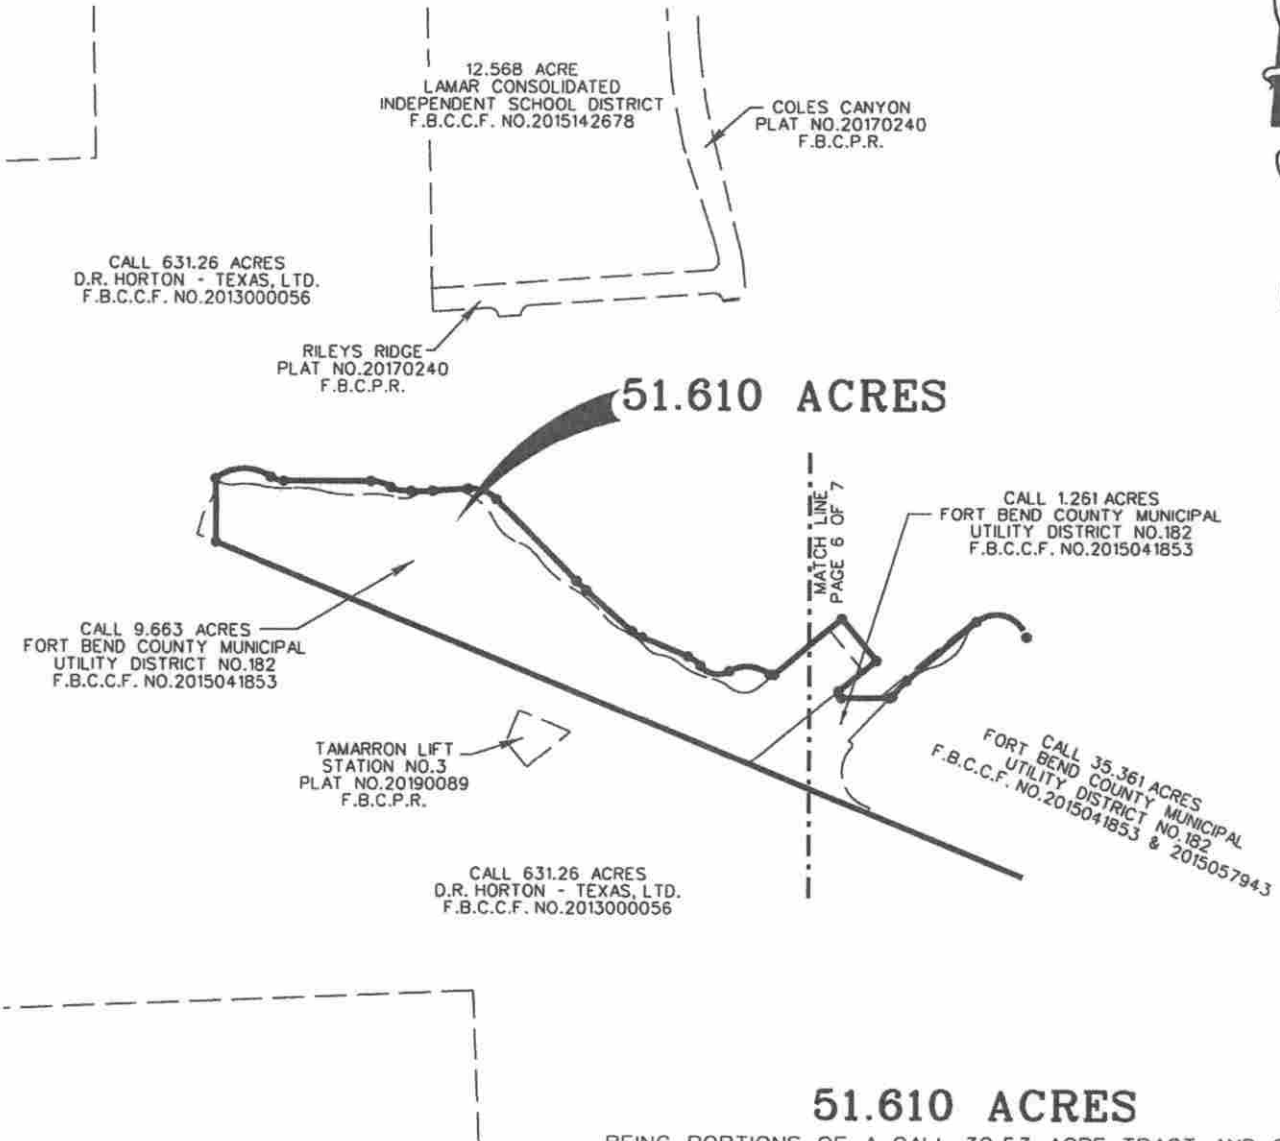 12.568 ACRE
LAMAR CONSOLIDATED
INDEPENDENT SCHOOL DISTRICT
F.B.C.C.F. NO.2015142678
COLES CANYON
PLAT NO.20170240
F.B.C.P.R.
CALL 631.26 ACRES
D.R. HORTON - TEXAS, LTD.
F.B.C.C.F. NO.2013000056
RILEYS RIDGE
PLAT NO.20170240
F.B.C.P.R.
51.610 ACRES
MATCH LINE
PAGE 6 OF 7
CALL 1.261 ACRES
FORT BEND COUNTY MUNICIPAL
UTILITY DISTRICT NO.182
F.B.C.C.F. NO.2015041853
CALL 9.663 ACRES
FORT BEND COUNTY MUNICIPAL
UTILITY DISTRICT NO.182
F.B.C.C.F. NO.2015041853
TAMARRON LIFT
STATION NO.3
PLAT NO.20190089
F.B.C.P.R.
CALL 35.361 ACRES
FORT BEND COUNTY MUNICIPAL
UTILITY DISTRICT NO.182
F.B.C.C.F. NO.2015041853 & 2015057943
CALL 631.26 ACRES
D.R. HORTON - TEXAS, LTD.
F.B.C.C.F. NO.2013000056
51.610 ACRES